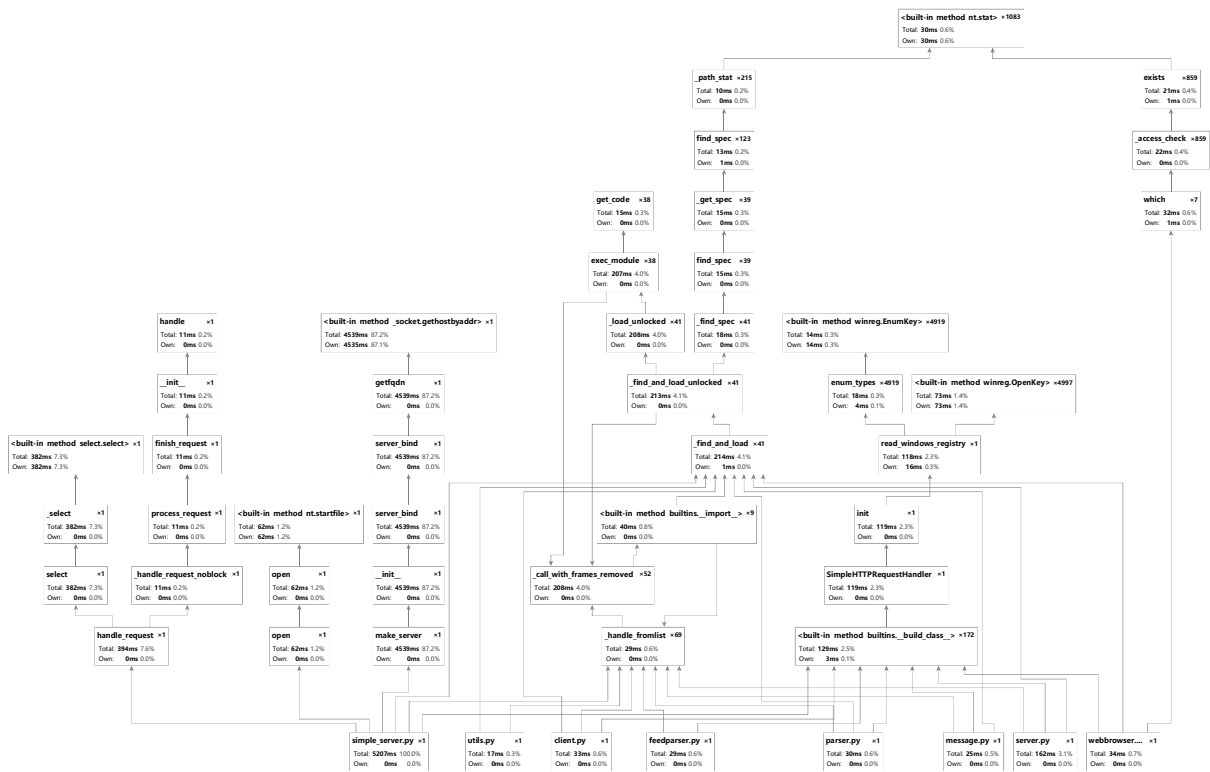 <built-in method nt.stat> ×1083
Total: 30ms 0.6%
Own: 30ms 0.6%
_path_stat ×215
Total: 10ms 0.2%
Own: 0ms 0.0%
exists ×859
Total: 21ms 0.4%
Own: 1ms 0.0%
find_spec ×123
Total: 13ms 0.2%
Own: 1ms 0.0%
_access_check ×859
Total: 22ms 0.4%
Own: 0ms 0.0%
get_code ×38
Total: 15ms 0.3%
Own: 0ms 0.0%
_get_spec ×39
Total: 15ms 0.3%
Own: 0ms 0.0%
which ×7
Total: 32ms 0.6%
Own: 1ms 0.0%
exec_module ×38
Total: 207ms 4.0%
Own: 0ms 0.0%
find_spec ×39
Total: 15ms 0.3%
Own: 0ms 0.0%
handle ×1
Total: 11ms 0.2%
Own: 0ms 0.0%
<built-in method _socket.gethostbyaddr> ×1
Total: 4539ms 87.2%
Own: 4535ms 87.1%
_load_unlocked ×41
Total: 208ms 4.0%
Own: 0ms 0.0%
_find_spec ×41
Total: 18ms 0.3%
Own: 0ms 0.0%
<built-in method winreg.EnumKey> ×4919
Total: 14ms 0.3%
Own: 14ms 0.3%
__init__ ×1
Total: 11ms 0.2%
Own: 0ms 0.0%
getfqdn ×1
Total: 4539ms 87.2%
Own: 0ms 0.0%
_find_and_load_unlocked ×41
Total: 213ms 4.1%
Own: 0ms 0.0%
enum_types ×4919
Total: 18ms 0.3%
Own: 4ms 0.1%
<built-in method winreg.OpenKey> ×4997
Total: 73ms 1.4%
Own: 73ms 1.4%
<built-in method select.select> ×1
Total: 382ms 7.3%
Own: 382ms 7.3%
finish_request ×1
Total: 11ms 0.2%
Own: 0ms 0.0%
server_bind ×1
Total: 4539ms 87.2%
Own: 0ms 0.0%
_find_and_load ×41
Total: 214ms 4.1%
Own: 1ms 0.0%
read_windows_registry ×1
Total: 118ms 2.3%
Own: 16ms 0.3%
_select ×1
Total: 382ms 7.3%
Own: 0ms 0.0%
process_request ×1
Total: 11ms 0.2%
Own: 0ms 0.0%
<built-in method nt.startfile> ×1
Total: 62ms 1.2%
Own: 62ms 1.2%
server_bind ×1
Total: 4539ms 87.2%
Own: 0ms 0.0%
<built-in method builtins.__import__> ×9
Total: 40ms 0.8%
Own: 0ms 0.0%
init ×1
Total: 119ms 2.3%
Own: 0ms 0.0%
select ×1
Total: 382ms 7.3%
Own: 0ms 0.0%
_handle_request_noblock ×1
Total: 11ms 0.2%
Own: 0ms 0.0%
open ×1
Total: 62ms 1.2%
Own: 0ms 0.0%
__init__ ×1
Total: 4539ms 87.2%
Own: 0ms 0.0%
_call_with_frames_removed ×52
Total: 208ms 4.0%
Own: 0ms 0.0%
SimpleHTTPRequestHandler ×1
Total: 119ms 2.3%
Own: 0ms 0.0%
handle_request ×1
Total: 394ms 7.6%
Own: 0ms 0.0%
open ×1
Total: 62ms 1.2%
Own: 0ms 0.0%
make_server ×1
Total: 4539ms 87.2%
Own: 0ms 0.0%
_handle_fromlist ×69
Total: 29ms 0.6%
Own: 0ms 0.0%
<built-in method builtins.__build_class__> ×172
Total: 129ms 2.5%
Own: 3ms 0.1%
simple_server.py ×1
Total: 5207ms 100.0%
Own: 0ms 0.0%
utils.py ×1
Total: 17ms 0.3%
Own: 0ms 0.0%
client.py ×1
Total: 33ms 0.6%
Own: 0ms 0.0%
feedparser.py ×1
Total: 29ms 0.6%
Own: 0ms 0.0%
parser.py ×1
Total: 30ms 0.6%
Own: 0ms 0.0%
message.py ×1
Total: 25ms 0.5%
Own: 0ms 0.0%
server.py ×1
Total: 162ms 3.1%
Own: 0ms 0.0%
webbrowser.... ×1
Total: 34ms 0.7%
Own: 0ms 0.0%